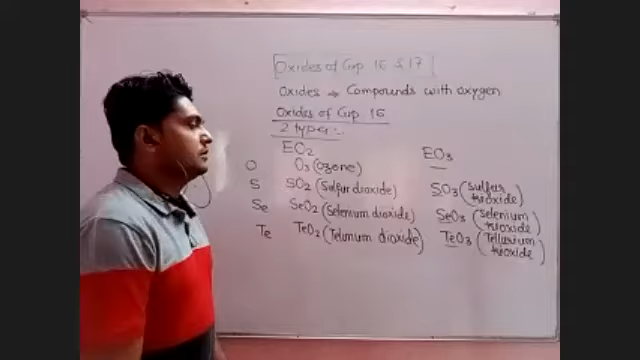 Oxides of Grp 16 & 17
Oxides → Compounds with oxygen
Oxides of Grp 16
2 types :-
EO2 EO3
O O3 (ozone)
S SO2 (Sulfur dioxide) SO3 (sulfur trioxide)
Se SeO2 (Selenium dioxide) SeO3 (selenium trioxide)
Te TeO2 (Tellurium dioxide) TeO3 (Tellurium trioxide)